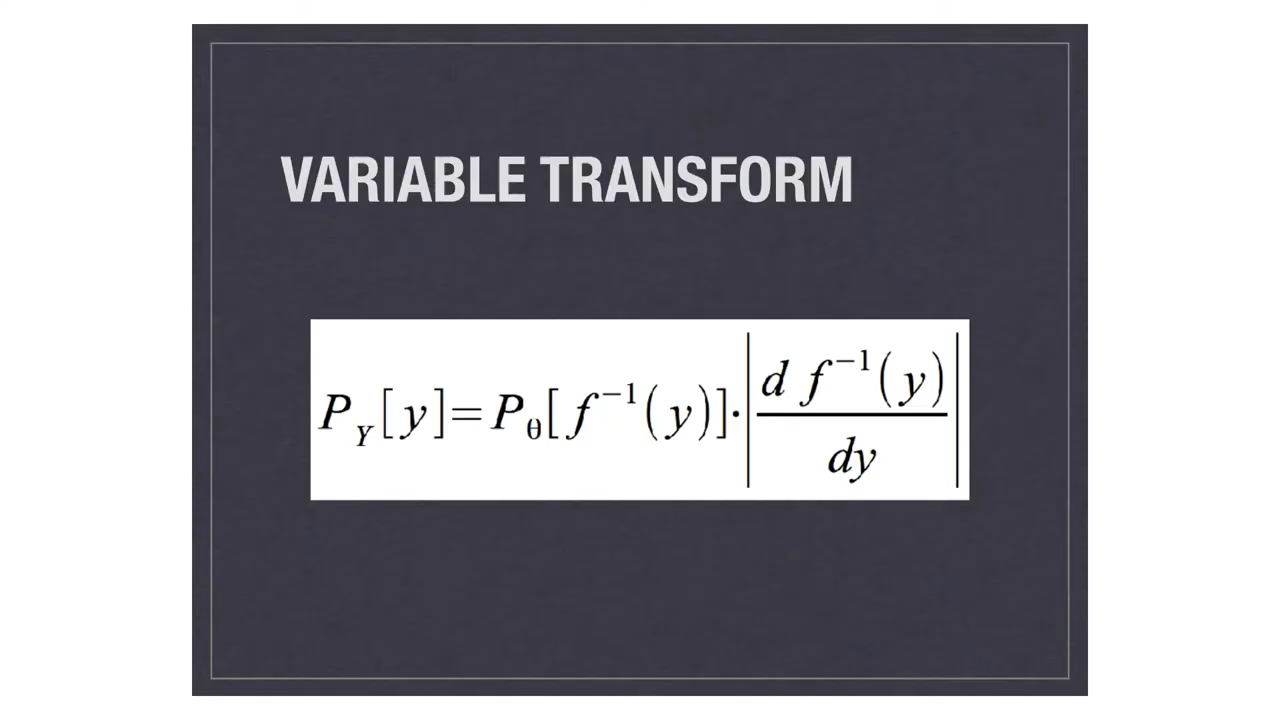 VARIABLE TRANSFORM
P_Y[y]=P_θ[f^{-1}(y)]·|d f^{-1}(y)/dy|